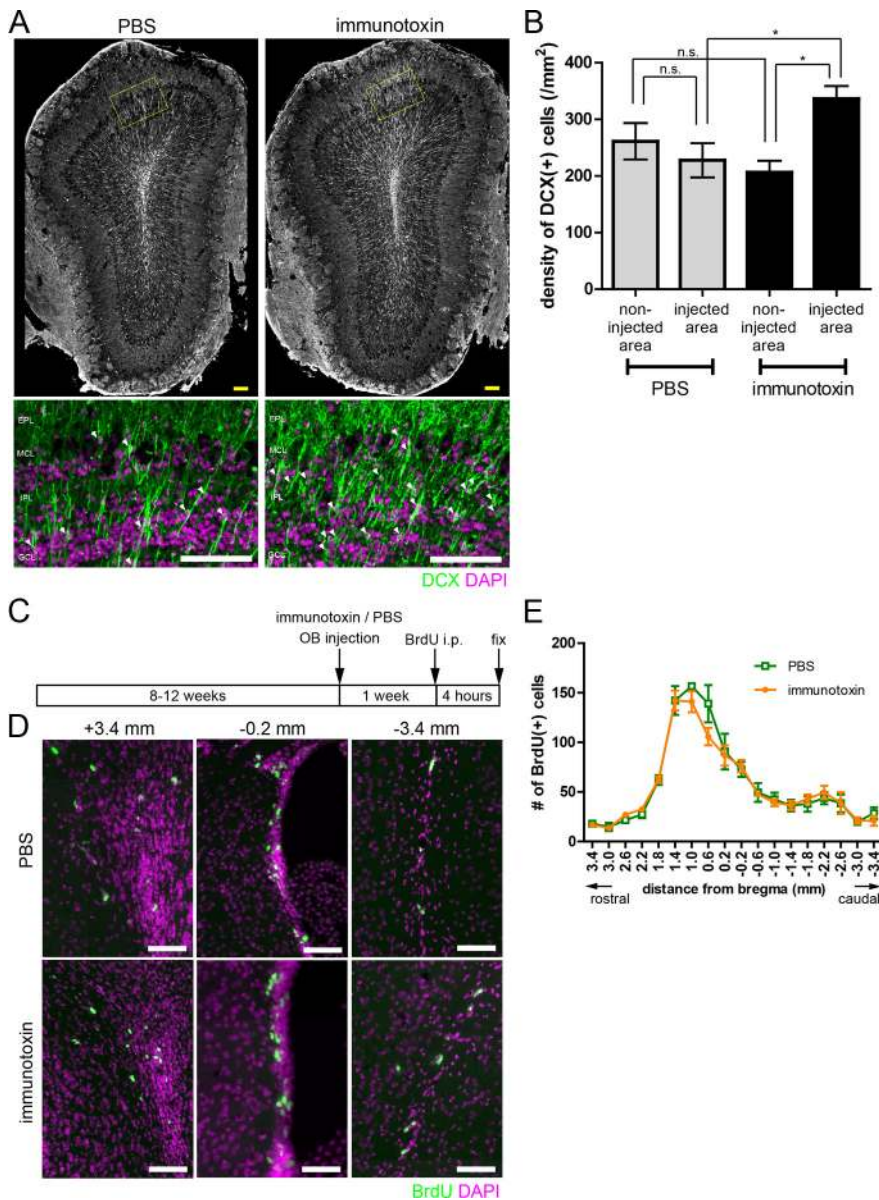 A
PBS
immunotoxin
EPL
MCL
IPL
GCL
EPL
MCL
IPL
GCL
DCX DAPI
B
density of DCX(+) cells (/mm2)
400
300
200
100
0
n.s.
n.s.
*
*
non-
injected
area
injected
area
non-
injected
area
injected
area
PBS
immunotoxin
C
immunotoxin / PBS
OB injection
BrdU i.p.
fix
8-12 weeks
1 week
4 hours
D
+3.4 mm
-0.2 mm
-3.4 mm
PBS
immunotoxin
BrdU DAPI
E
# of BrdU(+) cells
200
150
100
50
0
PBS
immunotoxin
3.4
3.0
2.6
2.2
1.8
1.4
1.0
0.6
0.2
-0.2
-0.6
-1.0
-1.4
-1.8
-2.2
-2.6
-3.0
-3.4
distance from bregma (mm)
rostral
caudal